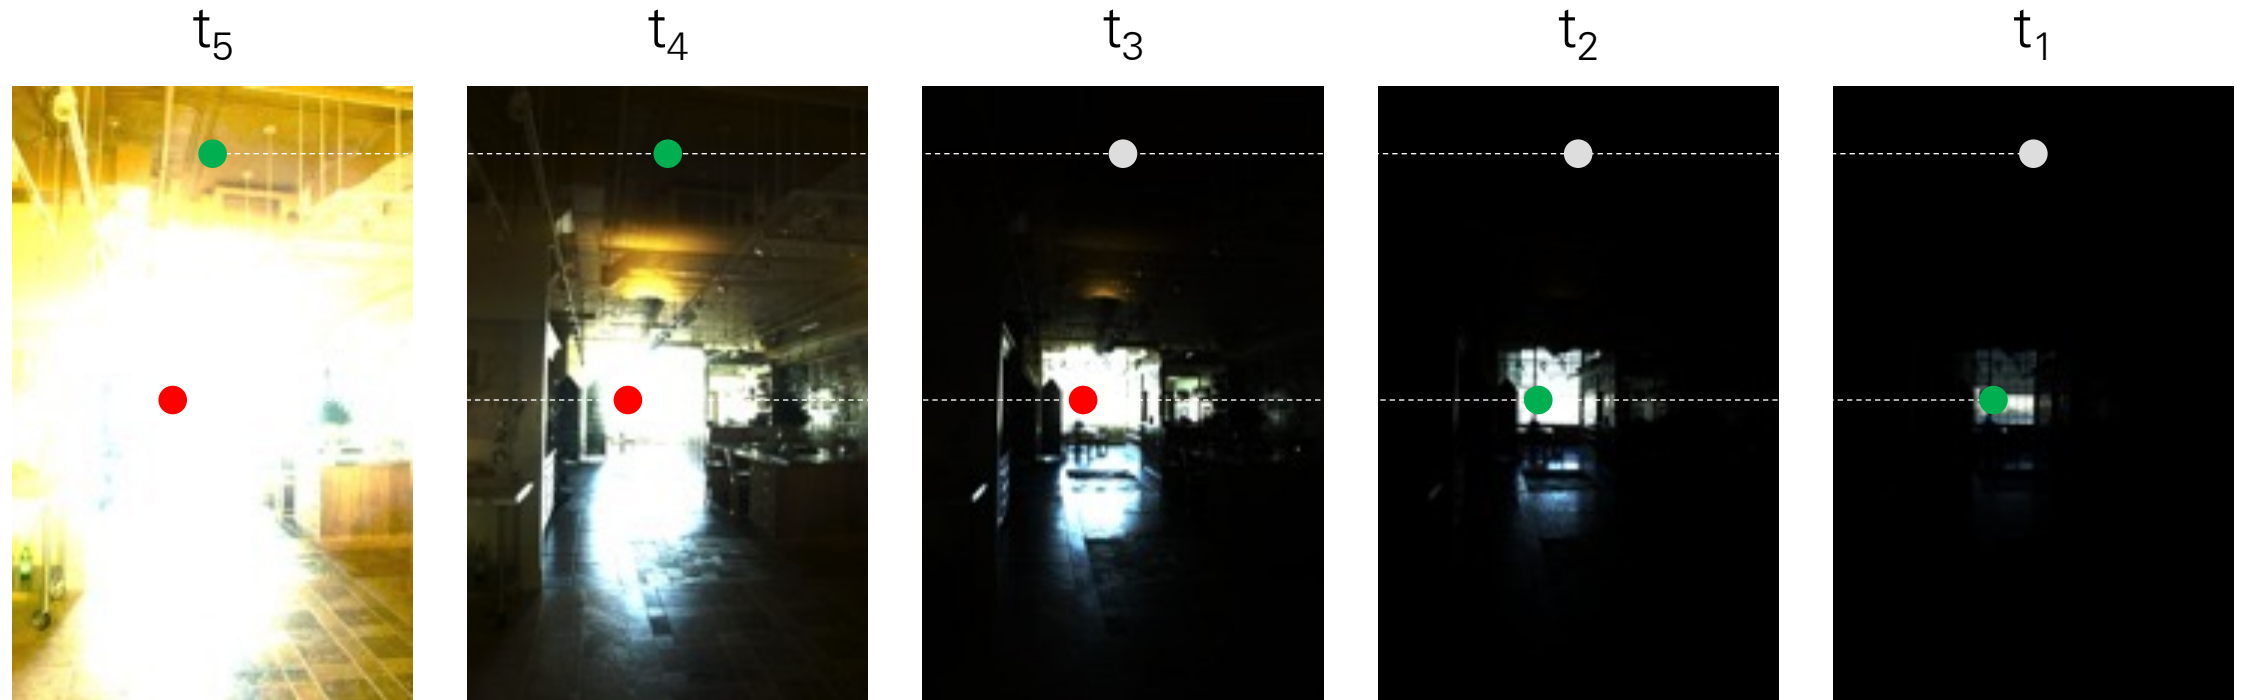 t₅ t₄ t₃ t₂ t₁